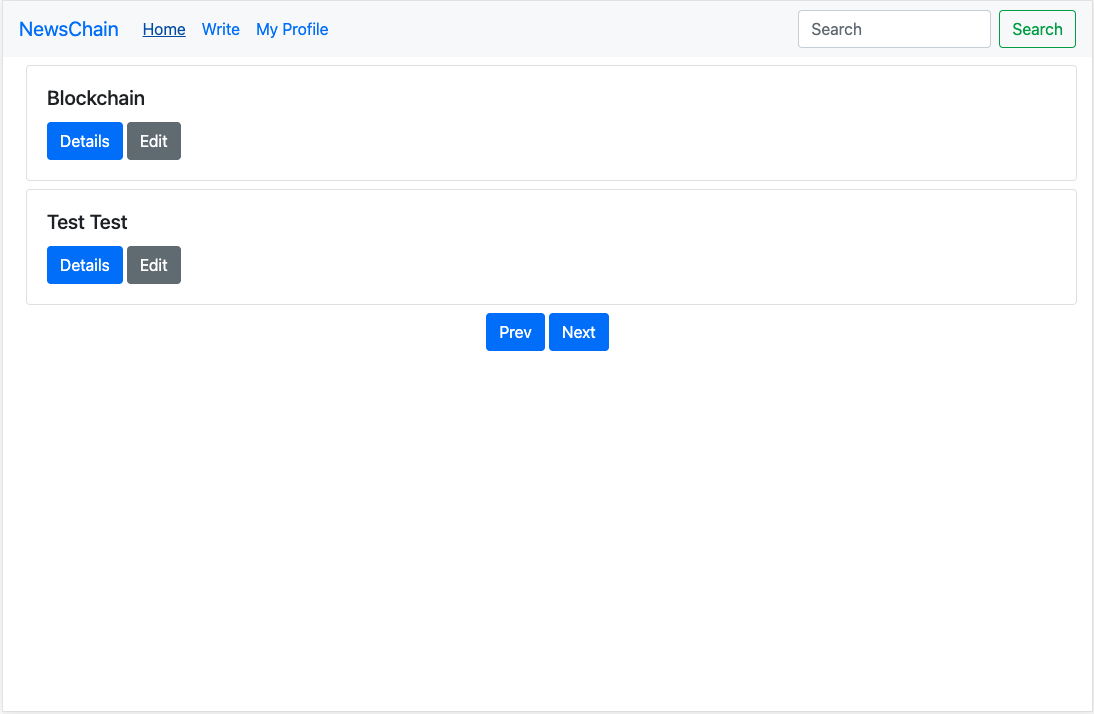 NewsChain Home Write My Profile Search Search
Blockchain
Details Edit
Test Test
Details Edit
Prev Next